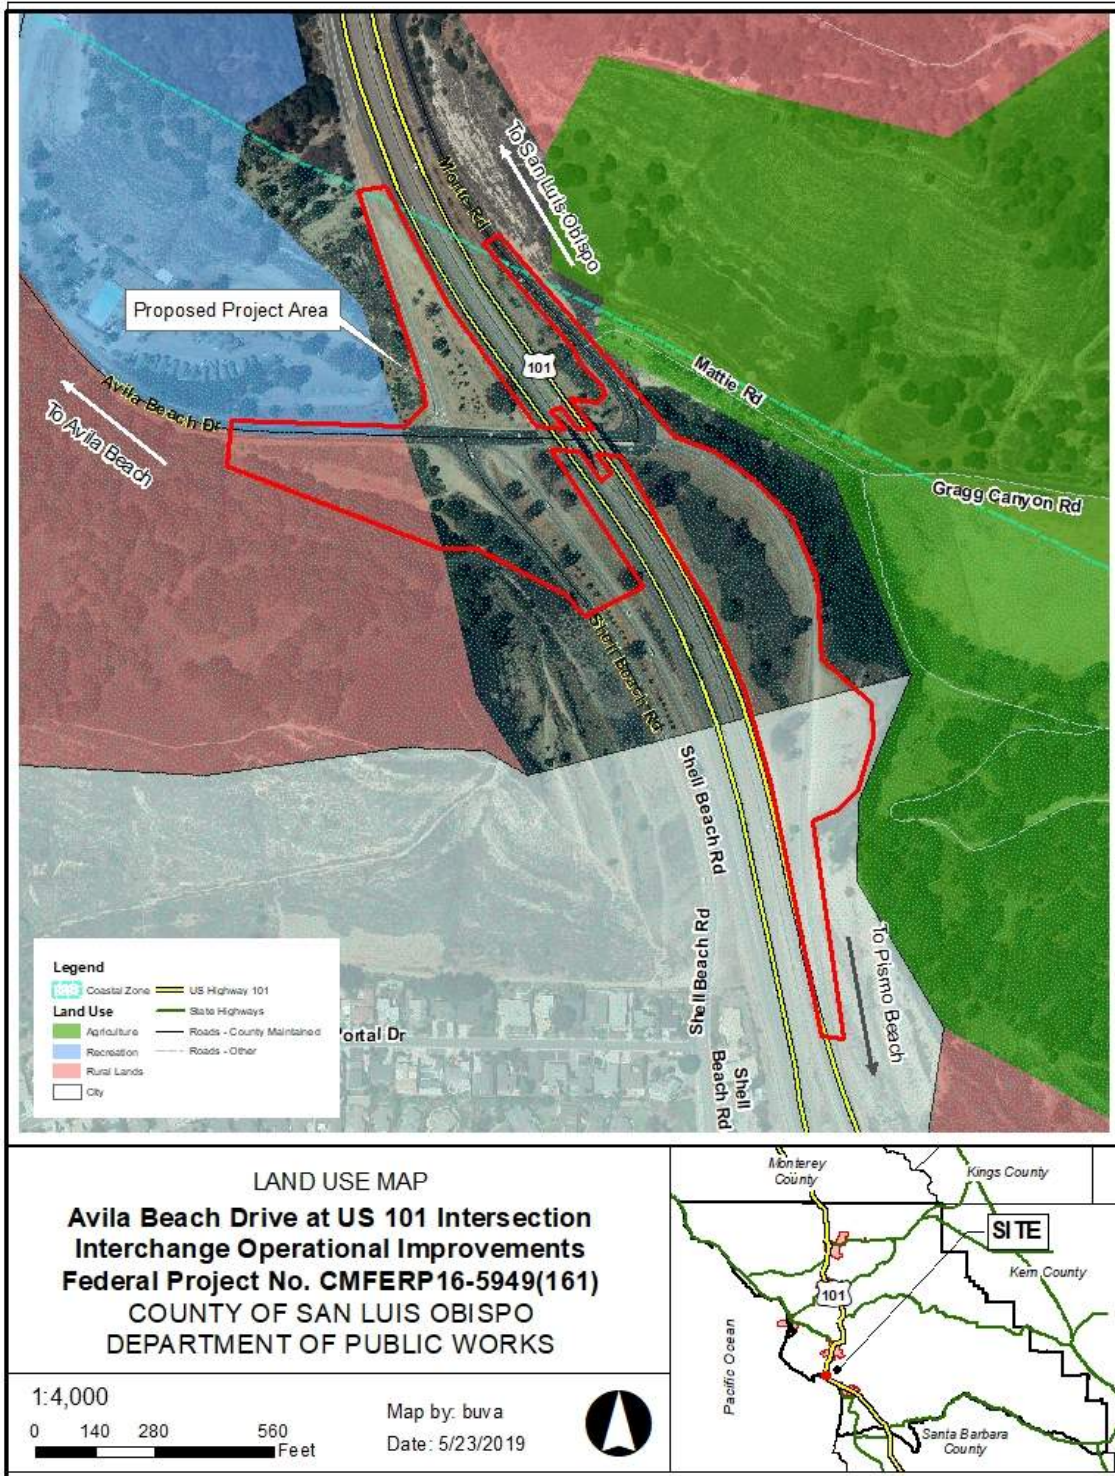 To San Luis Obispo
Monte Rd
Proposed Project Area
101
Mattie Rd
Avila Beach Dr
To Avila Beach
Gragg Canyon Rd
Shell Beach Rd
Shell Beach Rd
Shell Beach Rd
To Pismo Beach
Shell
Beach Rd
Portal Dr
Legend
Coastal Zone
US Highway 101
Land Use
State Highways
Agriculture
Roads - County Maintained
Recreation
Roads - Other
Rural Lands
City
LAND USE MAP
Avila Beach Drive at US 101 Intersection
Interchange Operational Improvements
Federal Project No. CMFERP16-5949(161)
COUNTY OF SAN LUIS OBISPO
DEPARTMENT OF PUBLIC WORKS
1:4,000
0 140 280 560
Feet
Map by: buva
Date: 5/23/2019
Monterey
County
Kings County
SITE
Kern County
101
Pacific Ocean
Santa Barbara
County